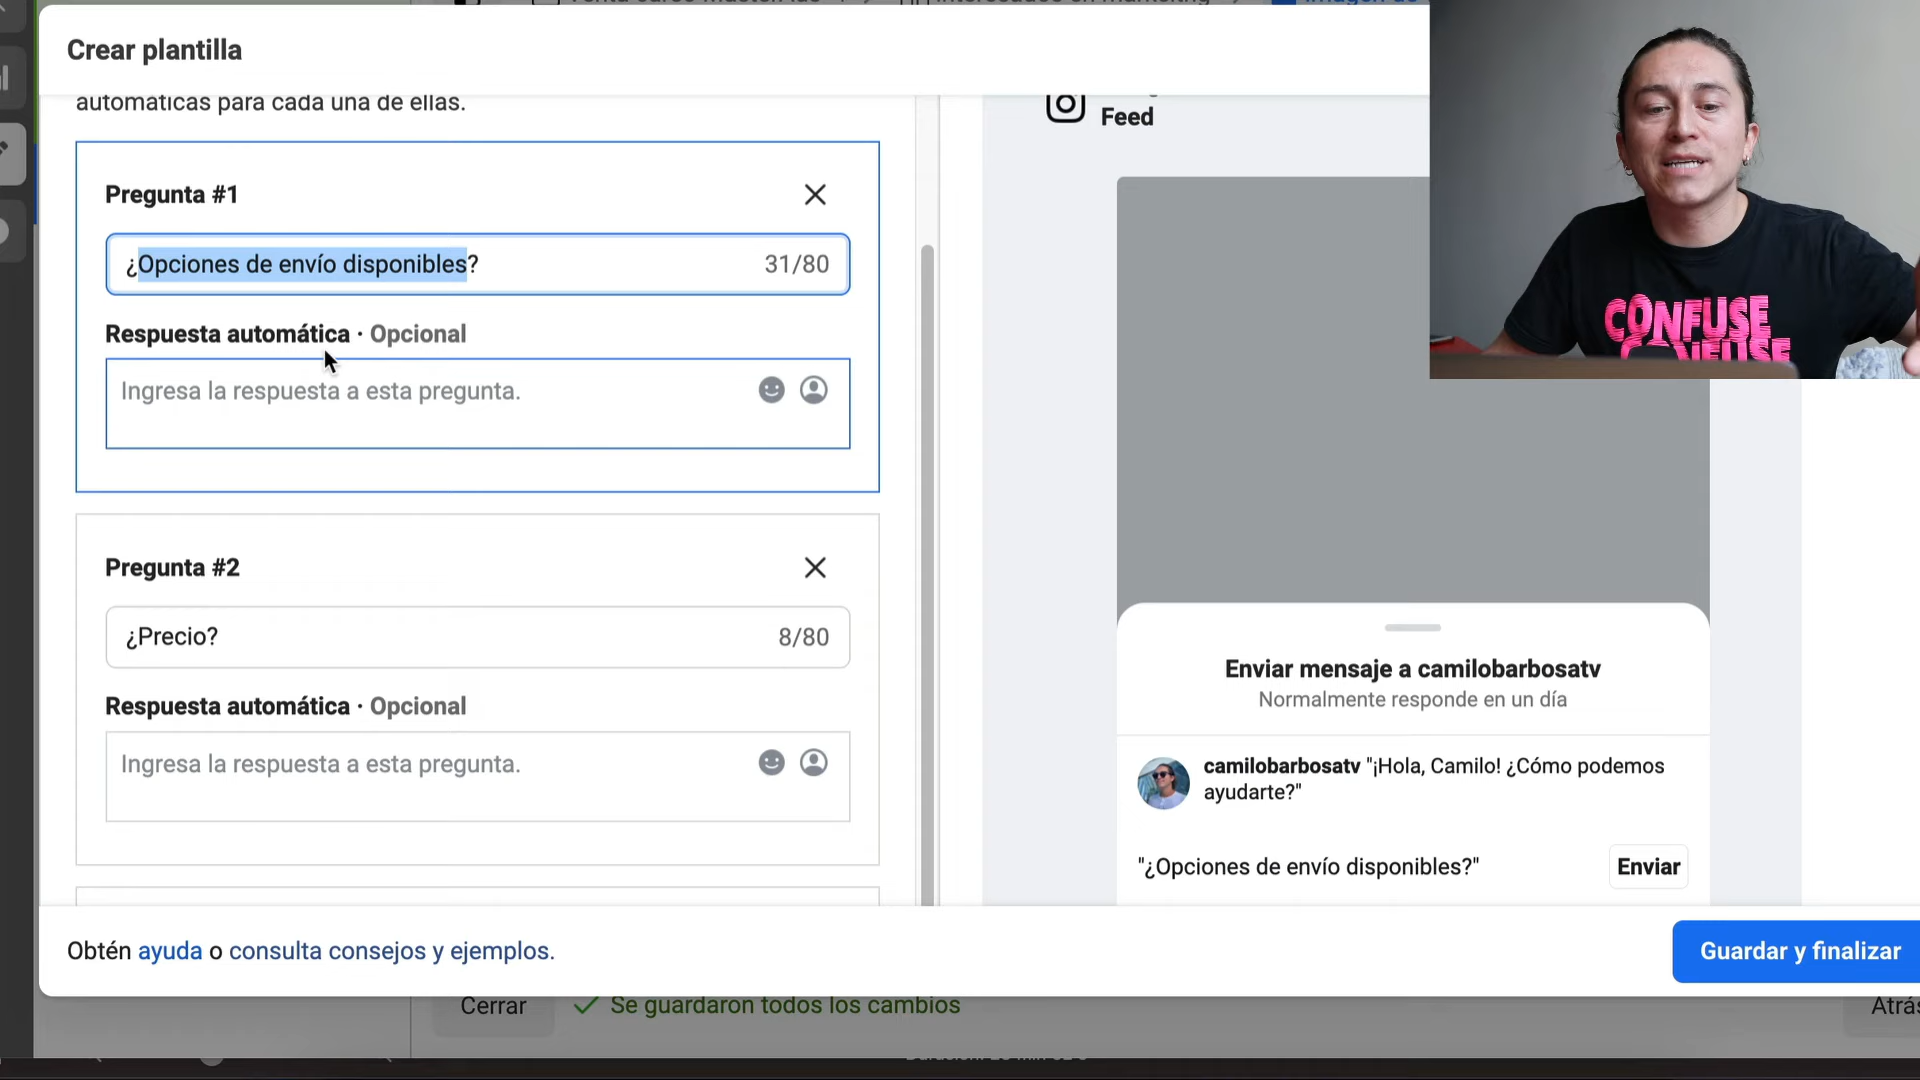 Crear plantilla
automáticas para cada una de ellas.
Pregunta #1
¿Opciones de envío disponibles?
31/80
Respuesta automática · Opcional
Ingresa la respuesta a esta pregunta.
Pregunta #2
¿Precio?
8/80
Respuesta automática · Opcional
Ingresa la respuesta a esta pregunta.
Feed
Enviar mensaje a camilobarbosatv
Normalmente responde en un día
camilobarbosatv "¡Hola, Camilo! ¿Cómo podemos
ayudarte?"
"¿Opciones de envío disponibles?"
Enviar
CONFUSE
CONFUSE
Obtén ayuda o consulta consejos y ejemplos.
Guardar y finalizar
Cerrar
Se guardaron todos los cambios
Atrás